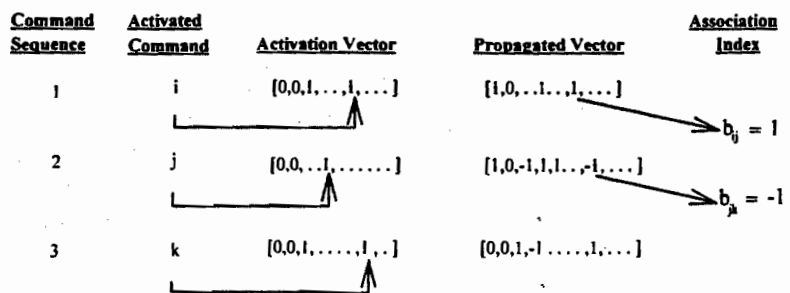 Command Activated Association
Sequence Command Activation Vector Propagated Vector Index
1 i [0,0,1,..,1,...] [1,0,..1..,1,...]
b_ij = 1
2 j [0,0,..1,......] [1,0,-1,1,1..,-1,...]
b_jk = -1
3 k [0,0,1,....,1,.] [0,0,1,-1 ....,1,...]